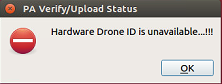 PA Verify/Upload Status
Hardware Drone ID is unavailable...!!!
OK